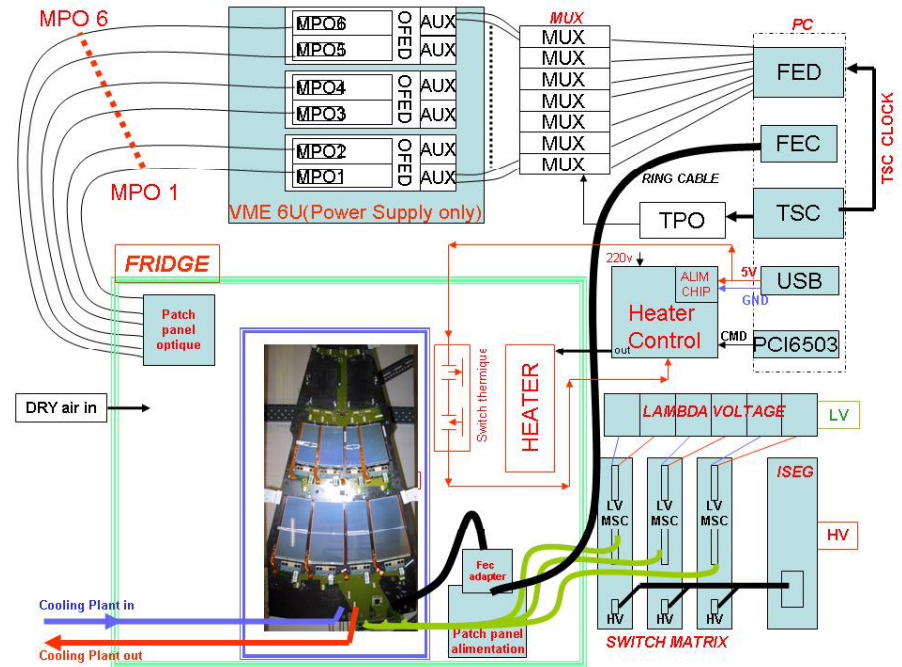 MPO 6
MPO 1
MPO6
MPO5
OFED
AUX
AUX
MPO4
MPO3
OFED
AUX
AUX
MPO2
MPO1
OFED
AUX
AUX
VME 6U(Power Supply only)
MUX
MUX
MUX
MUX
MUX
MUX
MUX
MUX
PC
FED
FEC
TSC
USB
PCI6503
TSC CLOCK
RING CABLE
TPO
220v
ALIM
CHIP
5V
GND
Heater
Control
out
CMD
FRIDGE
Patch
panel
optique
DRY air in
Switch thermique
HEATER
LAMBDA VOLTAGE
LV
LV
MSC
HV
LV
MSC
HV
LV
MSC
HV
ISEG
HV
SWITCH MATRIX
Fec
adapter
Patch panel
alimentation
Cooling Plant in
Cooling Plant out